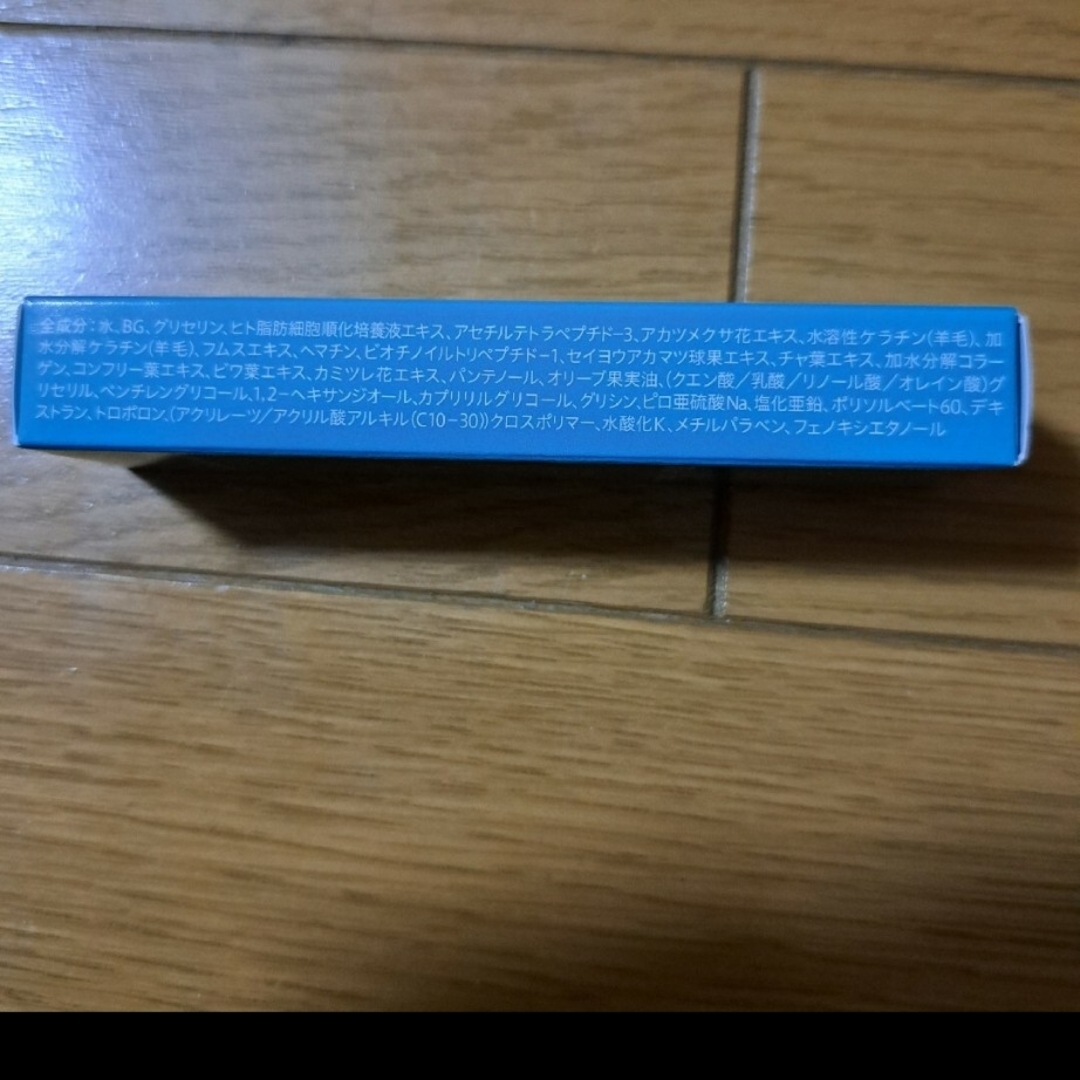 全成分：水、BG、グリセリン、ヒト脂肪細胞順化培養液エキス、アセチルテトラペプチド-3、アカツメクサ花エキス、水溶性ケラチン(羊毛)、加
水分解ケラチン(羊毛)、フムスエキス、ヘマチン、ビオチノイルトリペプチド-1、セイヨウアカマツ球果エキス、チャ葉エキス、加水分解コラー
ゲン、コンフリー葉エキス、ビワ葉エキス、カミツレ花エキス、パンテノール、オリーブ果実油、(クエン酸／乳酸／リノール酸／オレイン酸)グ
リセリル、ペンチレングリコール、1,2-ヘキサンジオール、カプリリルグリコール、グリシン、ピロ亜硫酸Na、塩化亜鉛、ポリソルベート60、デキ
ストラン、トロポロン、(アクリレーツ/アクリル酸アルキル(C10-30))クロスポリマー、水酸化K、メチルパラベン、フェノキシエタノール